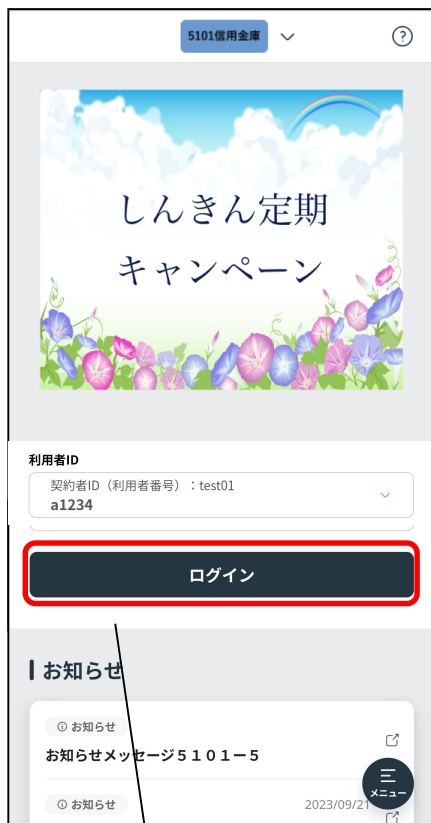 5101信用金庫
?
しんきん定期
キャンペーン
利用者ID
契約者ID（利用者番号）：test01
a1234
ログイン
お知らせ
お知らせ
お知らせメッセージ５１０１ー５
メニュー
お知らせ 2023/09/21